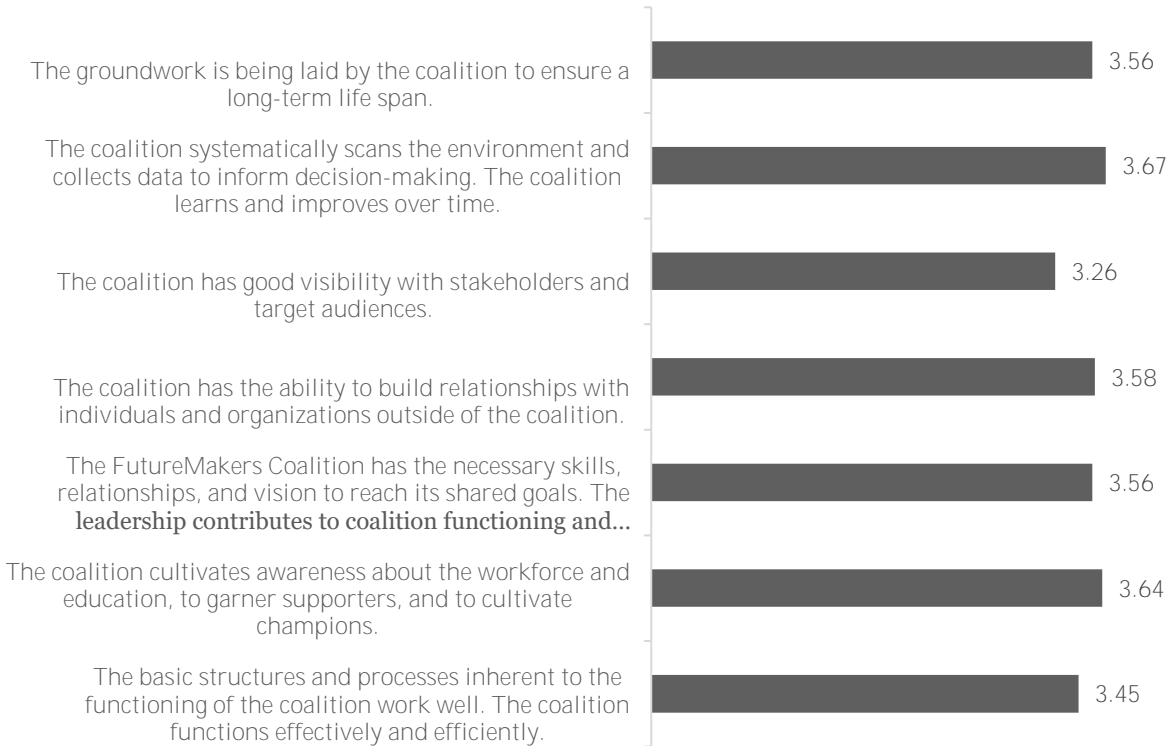 The groundwork is being laid by the coalition to ensure a
long-term life span.
3.56
The coalition systematically scans the environment and
collects data to inform decision-making. The coalition
learns and improves over time.
3.67
The coalition has good visibility with stakeholders and
target audiences.
3.26
The coalition has the ability to build relationships with
individuals and organizations outside of the coalition.
3.58
The FutureMakers Coalition has the necessary skills,
relationships, and vision to reach its shared goals. The
leadership contributes to coalition functioning and...
3.56
The coalition cultivates awareness about the workforce and
education, to garner supporters, and to cultivate
champions.
3.64
The basic structures and processes inherent to the
functioning of the coalition work well. The coalition
functions effectively and efficiently.
3.45